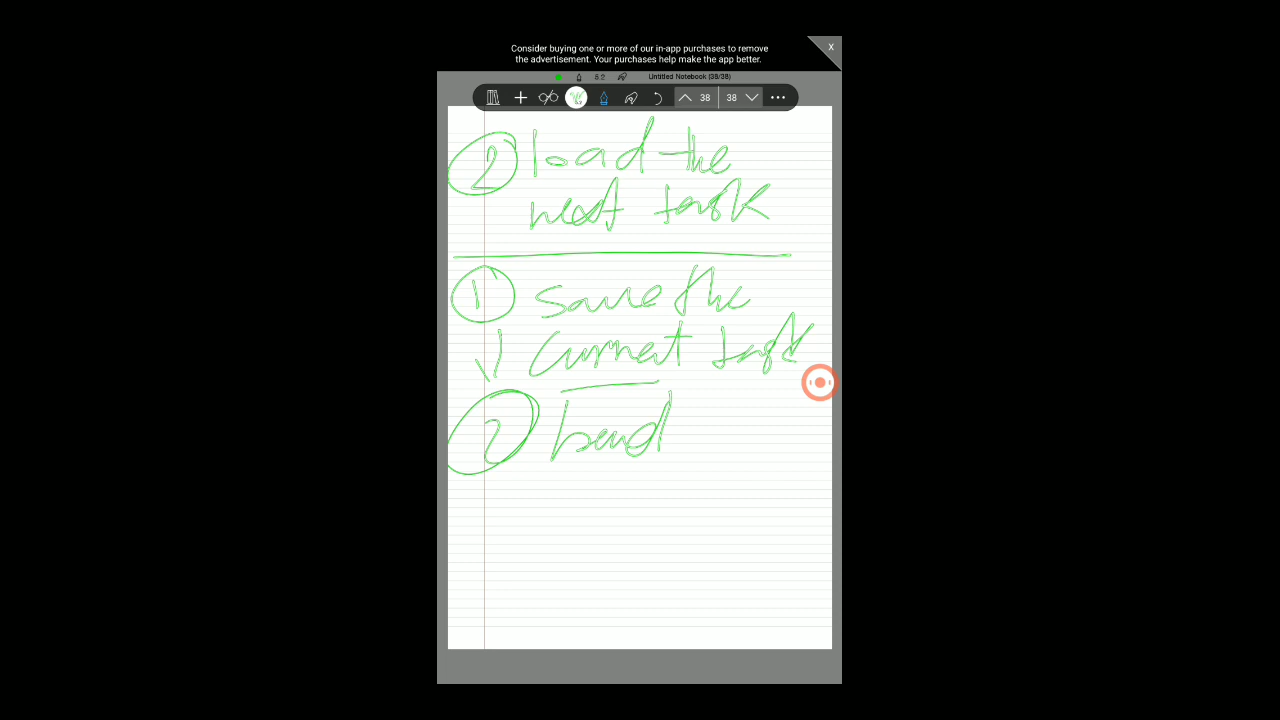 Consider buying one or more of our in-app purchases to remove
the advertisement. Your purchases help make the app better.
X
8.2 Untitled Notebook (38/38)
38 38
2 load the
next task
1 save the
current task
2